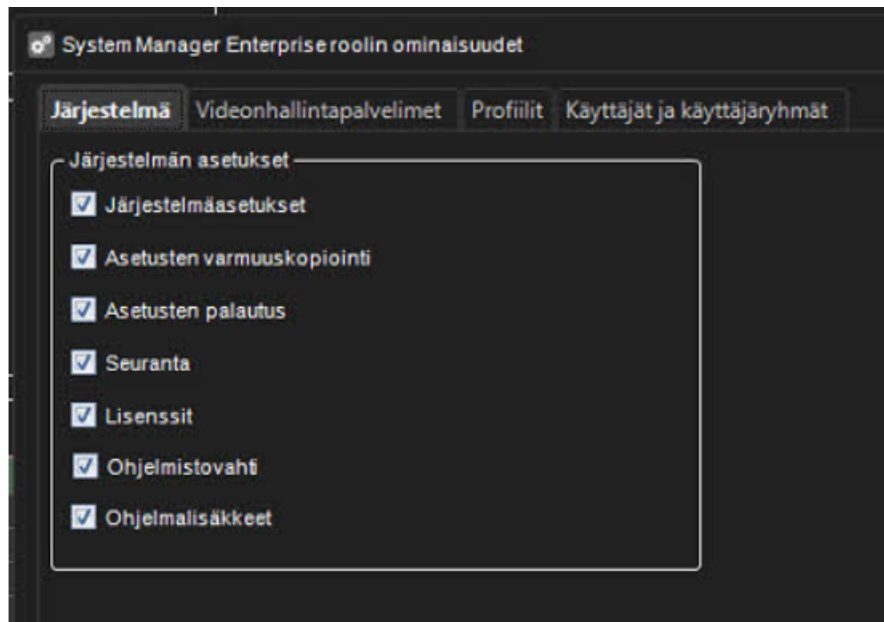 System Manager Enterprise roolin ominaisuudet
Järjestelmä Videonhallintapalvelimet Profiilit Käyttäjät ja käyttäjäryhmät
Järjestelmän asetukset
Järjestelmäasetukset
Asetusten varmuuskopiointi
Asetusten palautus
Seuranta
Lisenssit
Ohjelmistovahti
Ohjelmalisäkkeet